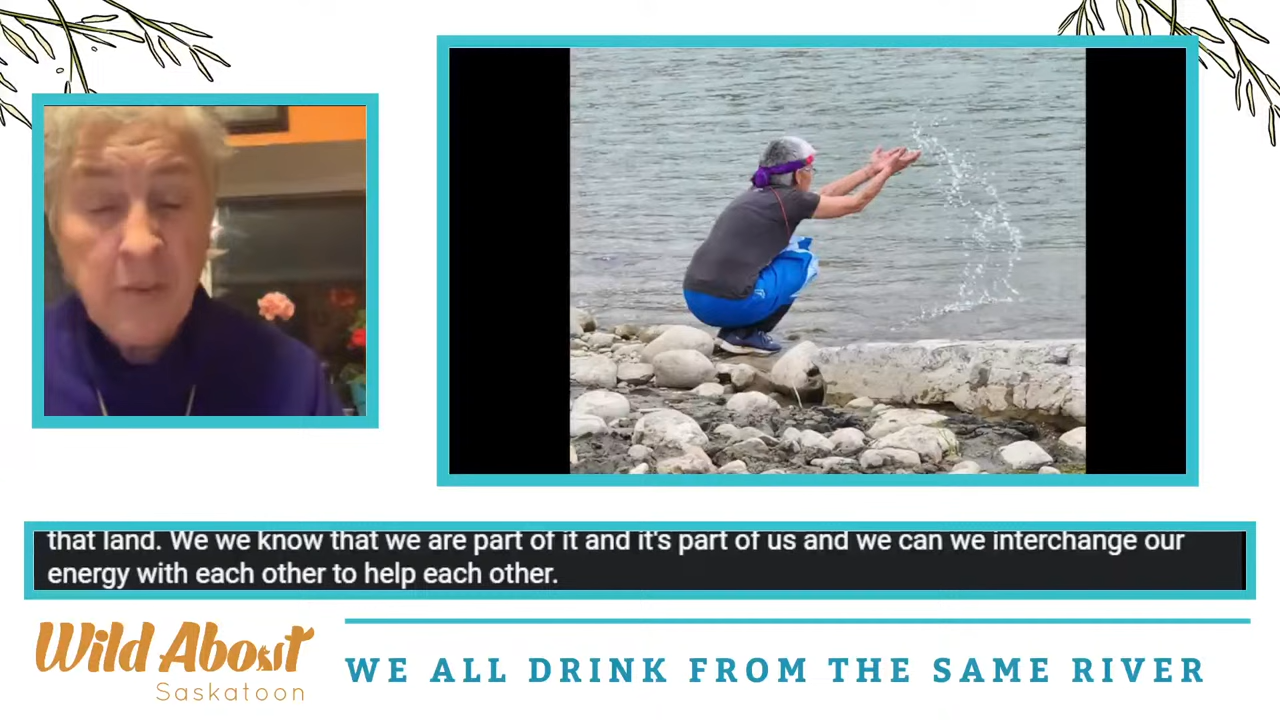 that land. We we know that we are part of it and it's part of us and we can we interchange our
energy with each other to help each other.
Wild About
Saskatoon
WE ALL DRINK FROM THE SAME RIVER